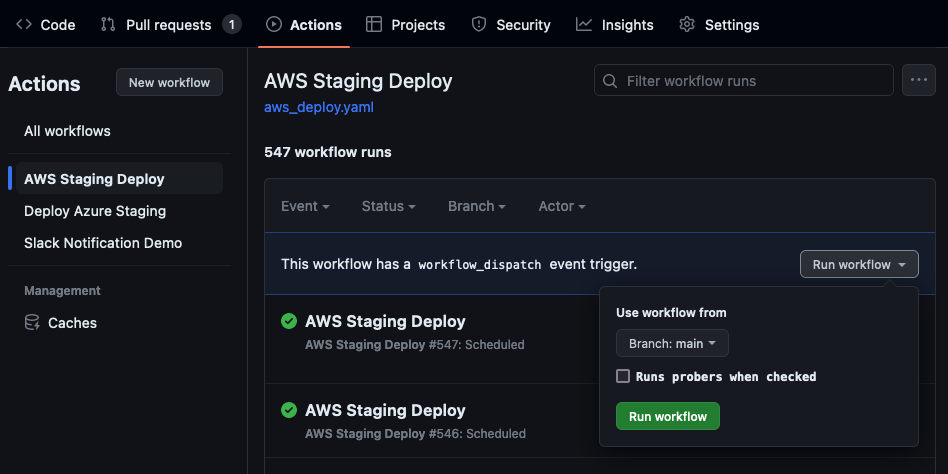 Code Pull requests 1 Actions Projects Security Insights Settings
Actions New workflow
All workflows
AWS Staging Deploy
Deploy Azure Staging
Slack Notification Demo
Management
Caches
AWS Staging Deploy
aws_deploy.yaml
Filter workflow runs
547 workflow runs
Event Status Branch Actor
This workflow has a workflow_dispatch event trigger.
Run workflow
Use workflow from
Branch: main
Runs probers when checked
Run workflow
AWS Staging Deploy
AWS Staging Deploy #547: Scheduled
AWS Staging Deploy
AWS Staging Deploy #546: Scheduled